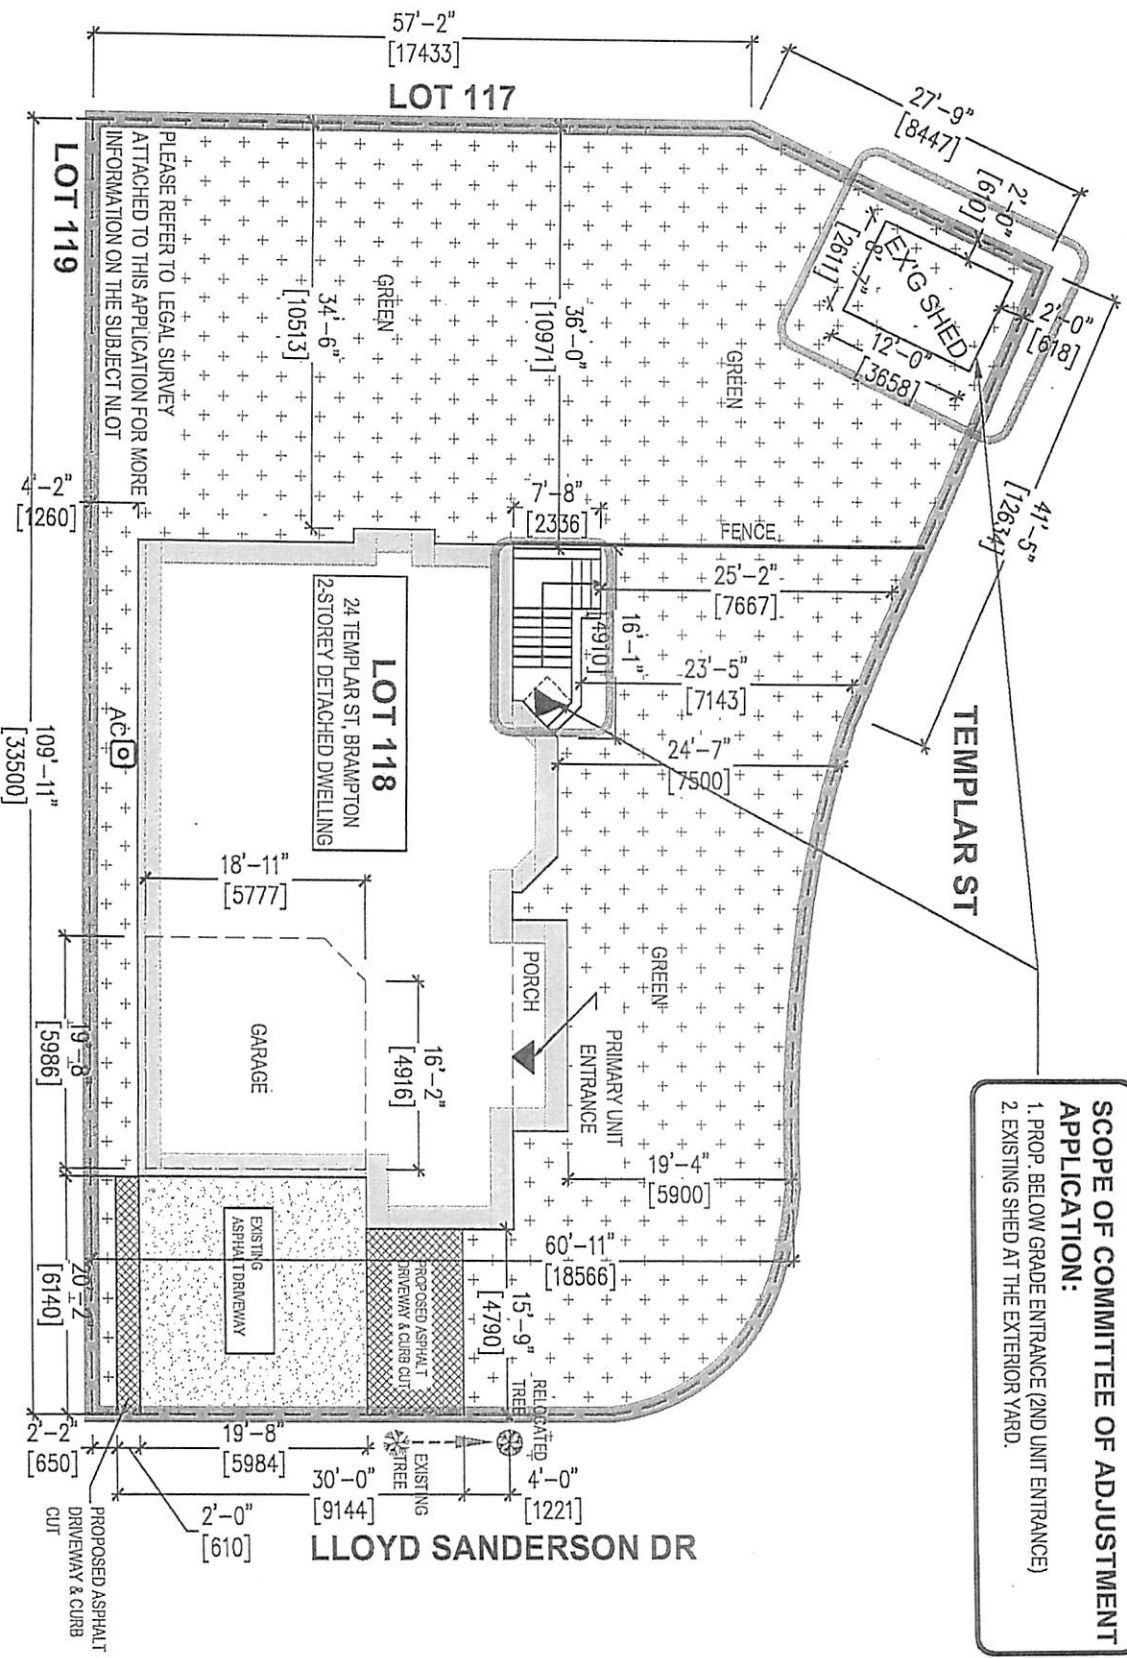 57'-2"
[17433]
LOT 117
27'-9"
[8447]
2'-0"
[610]
EX'G SHED
8'-7"
[2611]
12'-0"
[3658]
2'-0"
[618]
41'-5"
[12634]
LOT 119
PLEASE REFER TO LEGAL SURVEY
ATTACHED TO THIS APPLICATION FOR MORE
INFORMATION ON THE SUBJECT NLOT
GREEN
34'-6"
[10513]
36'-0"
[10971]
GREEN
4'-2"
[1260]
7'-8"
[2336]
FENCE
25'-2"
[7667]
16'-1"
[4910]
23'-5"
[7143]
24'-7"
[7500]
TEMPLAR ST
LOT 118
24 TEMPLAR ST, BRAMPTON
2-STOREY DETACHED DWELLING
AC
109'-11"
[33500]
18'-11"
[5777]
GARAGE
19'-8"
[5986]
16'-2"
[4916]
PORCH
PRIMARY UNIT
ENTRANCE
GREEN
19'-4"
[5900]
60'-11"
[18566]
15'-9"
[4790]
EXISTING
ASPHALT DRIVEWAY
PROPOSED ASPHALT
DRIVEWAY & CURB CUT
20'-2"
[6140]
RELOCATED
TREE
EXISTING
TREE
2'-2"
[650]
19'-8"
[5984]
30'-0"
[9144]
4'-0"
[1221]
2'-0"
[610]
PROPOSED ASPHALT
DRIVEWAY & CURB
CUT
LLOYD SANDERSON DR
SCOPE OF COMMITTEE OF ADJUSTMENT
APPLICATION:
1. PROP. BELOW GRADE ENTRANCE (2ND UNIT ENTRANCE)
2. EXISTING SHED AT THE EXTERIOR YARD.